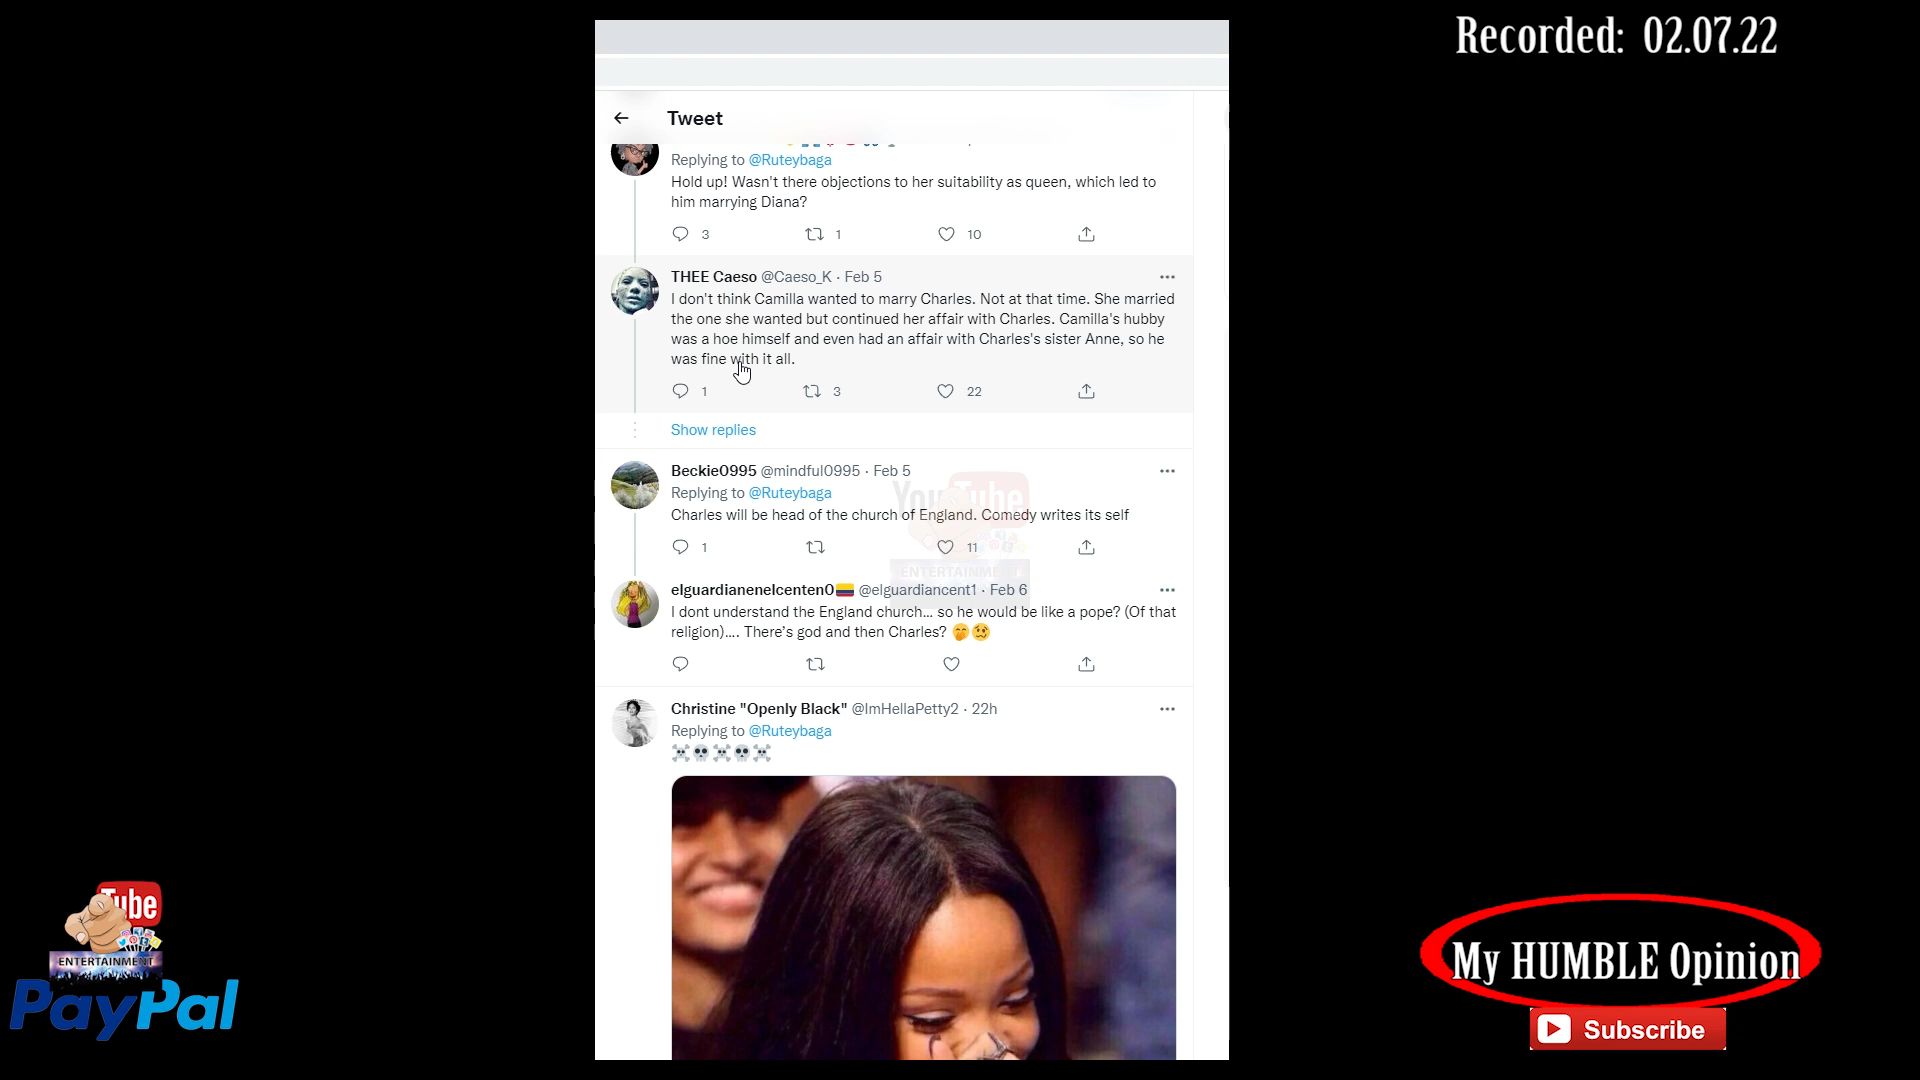 Recorded: 02.07.22
Tweet
Replying to @Ruteybaga
Hold up! Wasn't there objections to her suitability as queen, which led to
him marrying Diana?
3 1 10
THEE Caeso @Caeso_K · Feb 5
I don't think Camilla wanted to marry Charles. Not at that time. She married
the one she wanted but continued her affair with Charles. Camilla's hubby
was a hoe himself and even had an affair with Charles's sister Anne, so he
was fine with it all.
1 3 22
Show replies
Beckie0995 @mindful0995 · Feb 5
Replying to @Ruteybaga
Charles will be head of the church of England. Comedy writes its self
1 11
YouTube
ENTERTAINMENT
elguardianenelcenten0🇨🇴 @elguardiancent1 · Feb 6
I dont understand the England church... so he would be like a pope? (Of that
religion).... There's god and then Charles? 🤭🥴
Christine "Openly Black" @ImHellaPetty2 · 22h
Replying to @Ruteybaga
☠️💀☠️💀☠️
Tube
ENTERTAINMENT
PayPal
My HUMBLE Opinion
Subscribe